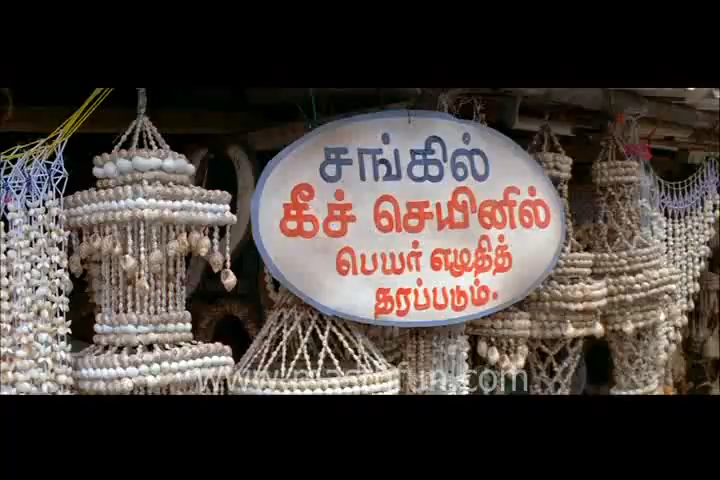 சங்கில்
கீச் செயினில்
பெயர் எழுதித்
தரப்படும்.